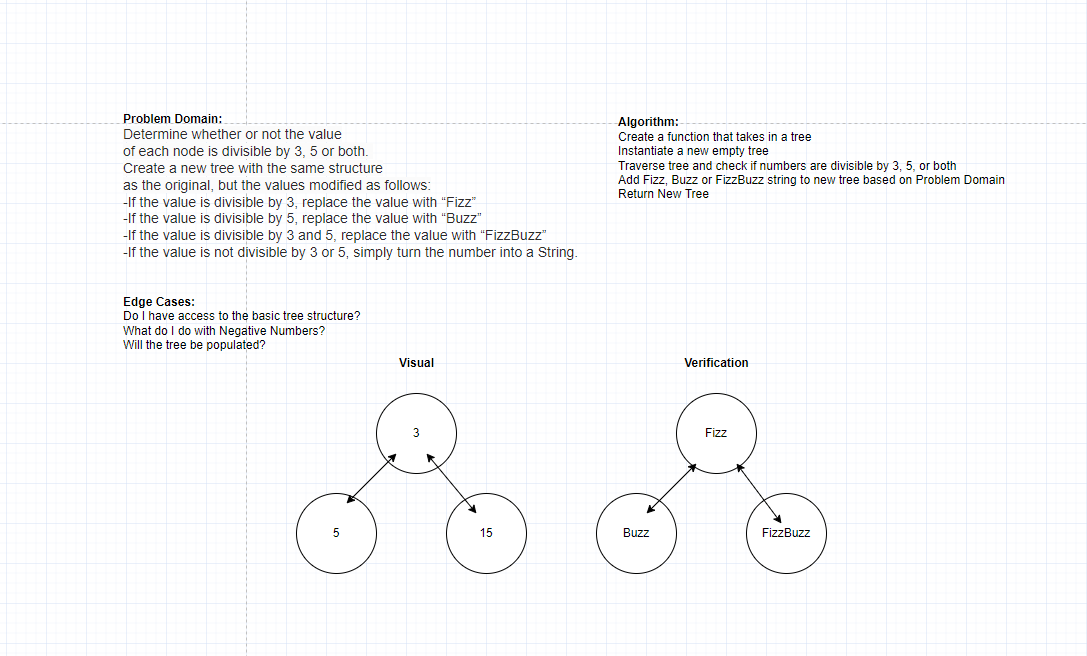 Problem Domain:
Determine whether or not the value
of each node is divisible by 3, 5 or both.
Create a new tree with the same structure
as the original, but the values modified as follows:
-If the value is divisible by 3, replace the value with “Fizz”
-If the value is divisible by 5, replace the value with “Buzz”
-If the value is divisible by 3 and 5, replace the value with “FizzBuzz”
-If the value is not divisible by 3 or 5, simply turn the number into a String.
Algorithm:
Create a function that takes in a tree
Instantiate a new empty tree
Traverse tree and check if numbers are divisible by 3, 5, or both
Add Fizz, Buzz or FizzBuzz string to new tree based on Problem Domain
Return New Tree
Edge Cases:
Do I have access to the basic tree structure?
What do I do with Negative Numbers?
Will the tree be populated?
Visual
3
5
15
Verification
Fizz
Buzz
FizzBuzz